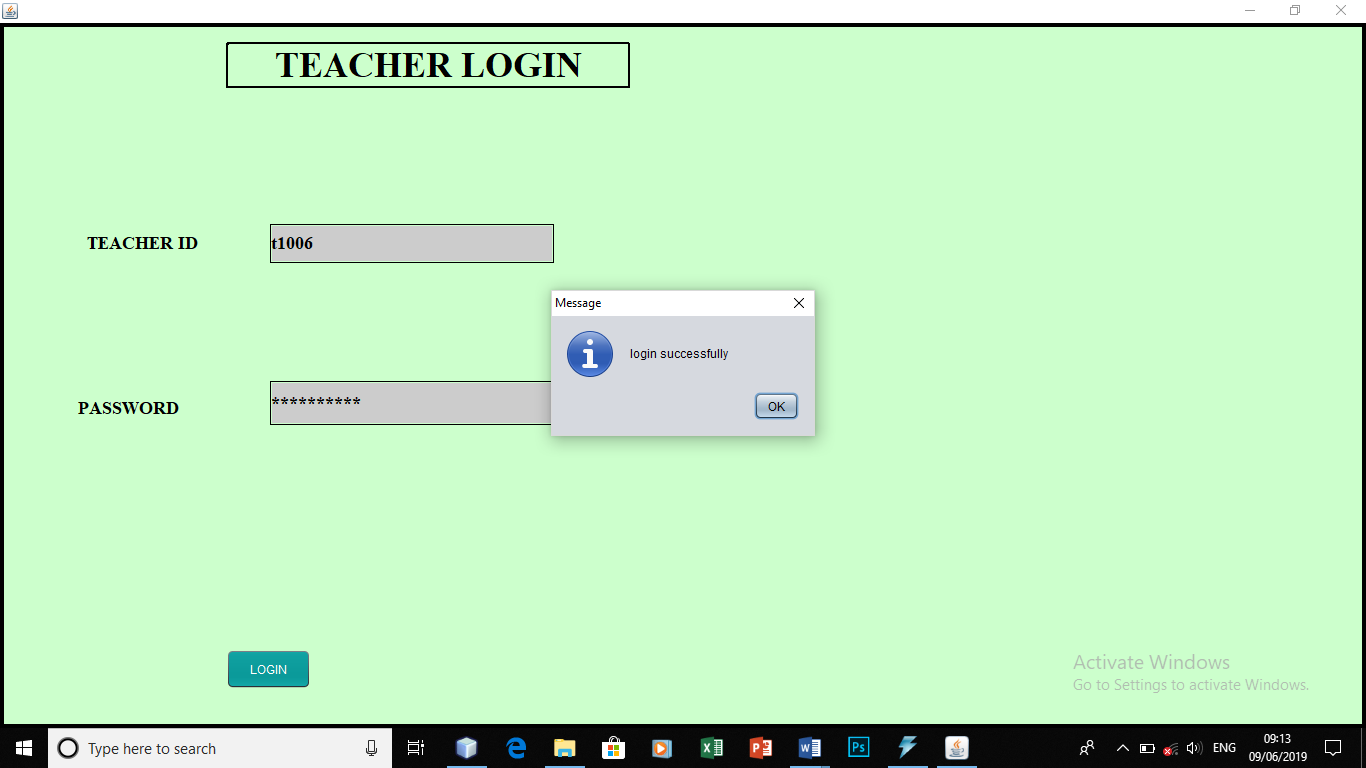 TEACHER LOGIN
TEACHER ID
t1006
Message
login successfully
OK
PASSWORD
**********
LOGIN
Activate Windows
Go to Settings to activate Windows.
Type here to search
ENG
09:13
09/06/2019